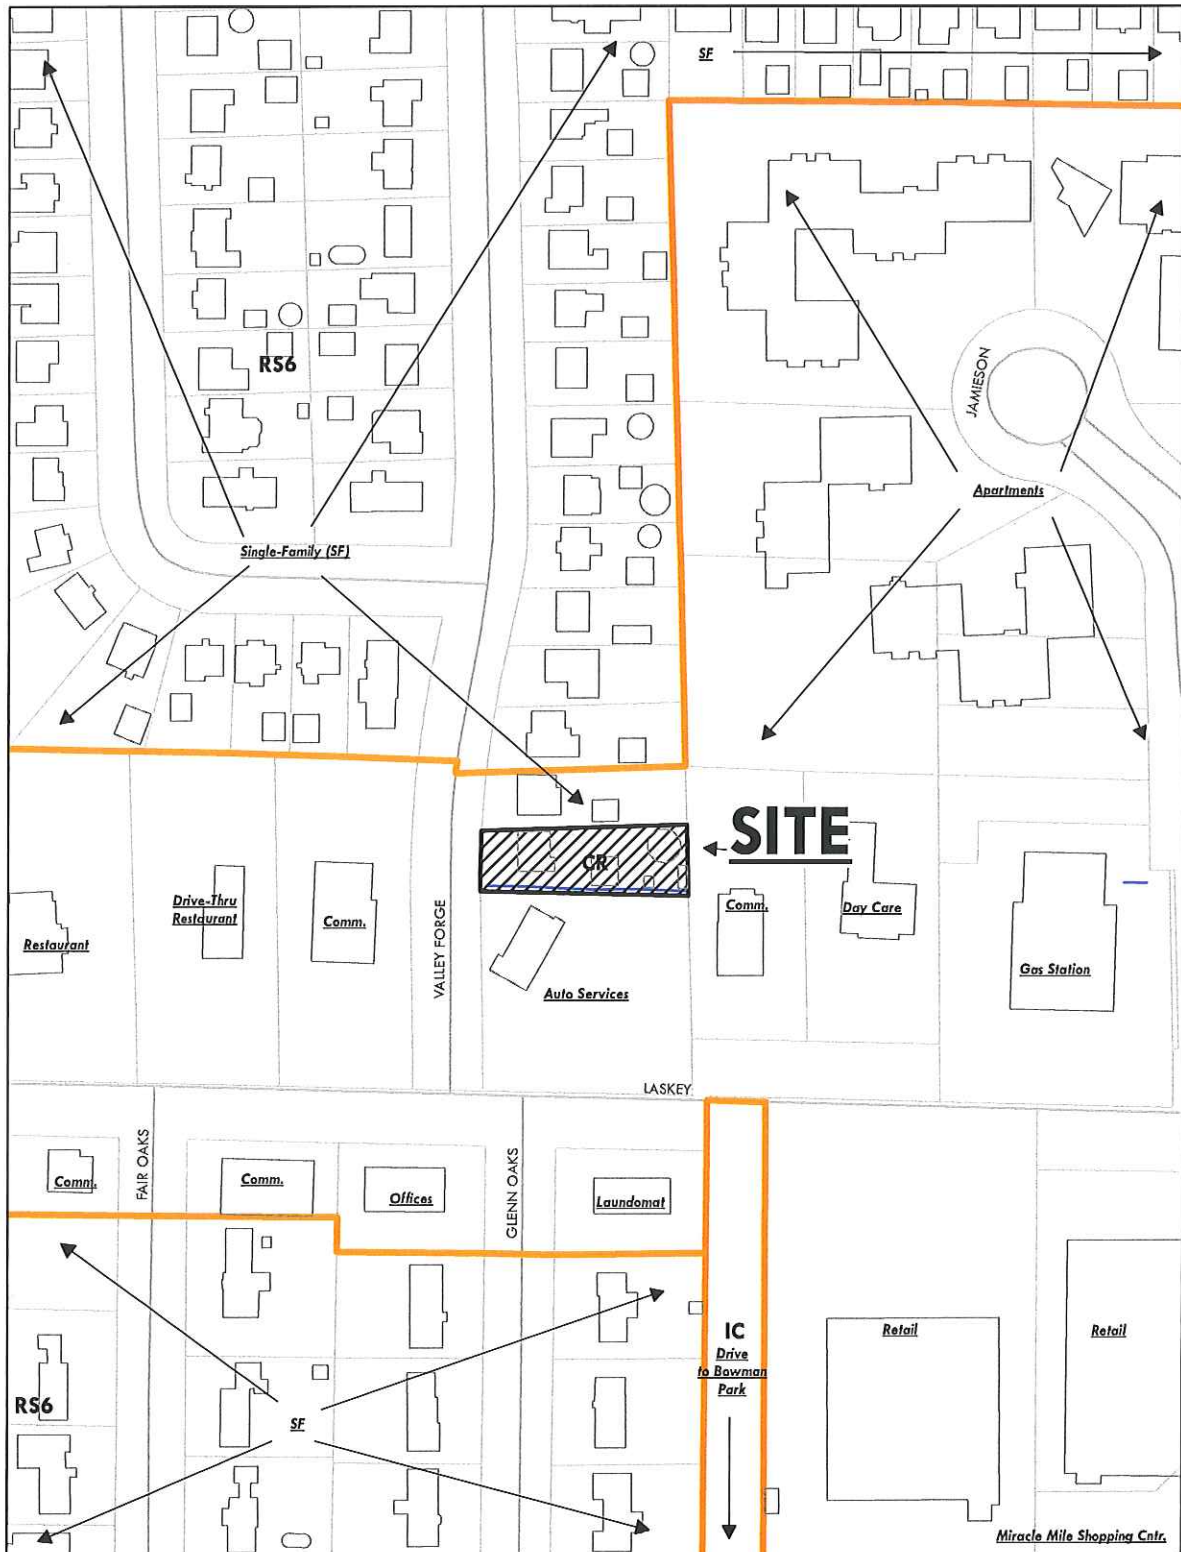 SF
RS6
JAMIESON
Apartments
Single-Family (SF)
SITE
CR
Drive-Thru
Restaurant
Comm.
Comm.
Day Care
Restaurant
VALLEY FORGE
Gas Station
Auto Services
LASKEY
FAIR OAKS
GLENN OAKS
Comm.
Comm.
Offices
Laundomat
IC
Drive
to Bowman
Park
Retail
Retail
RS6
SF
Miracle Mile Shopping Cntr.